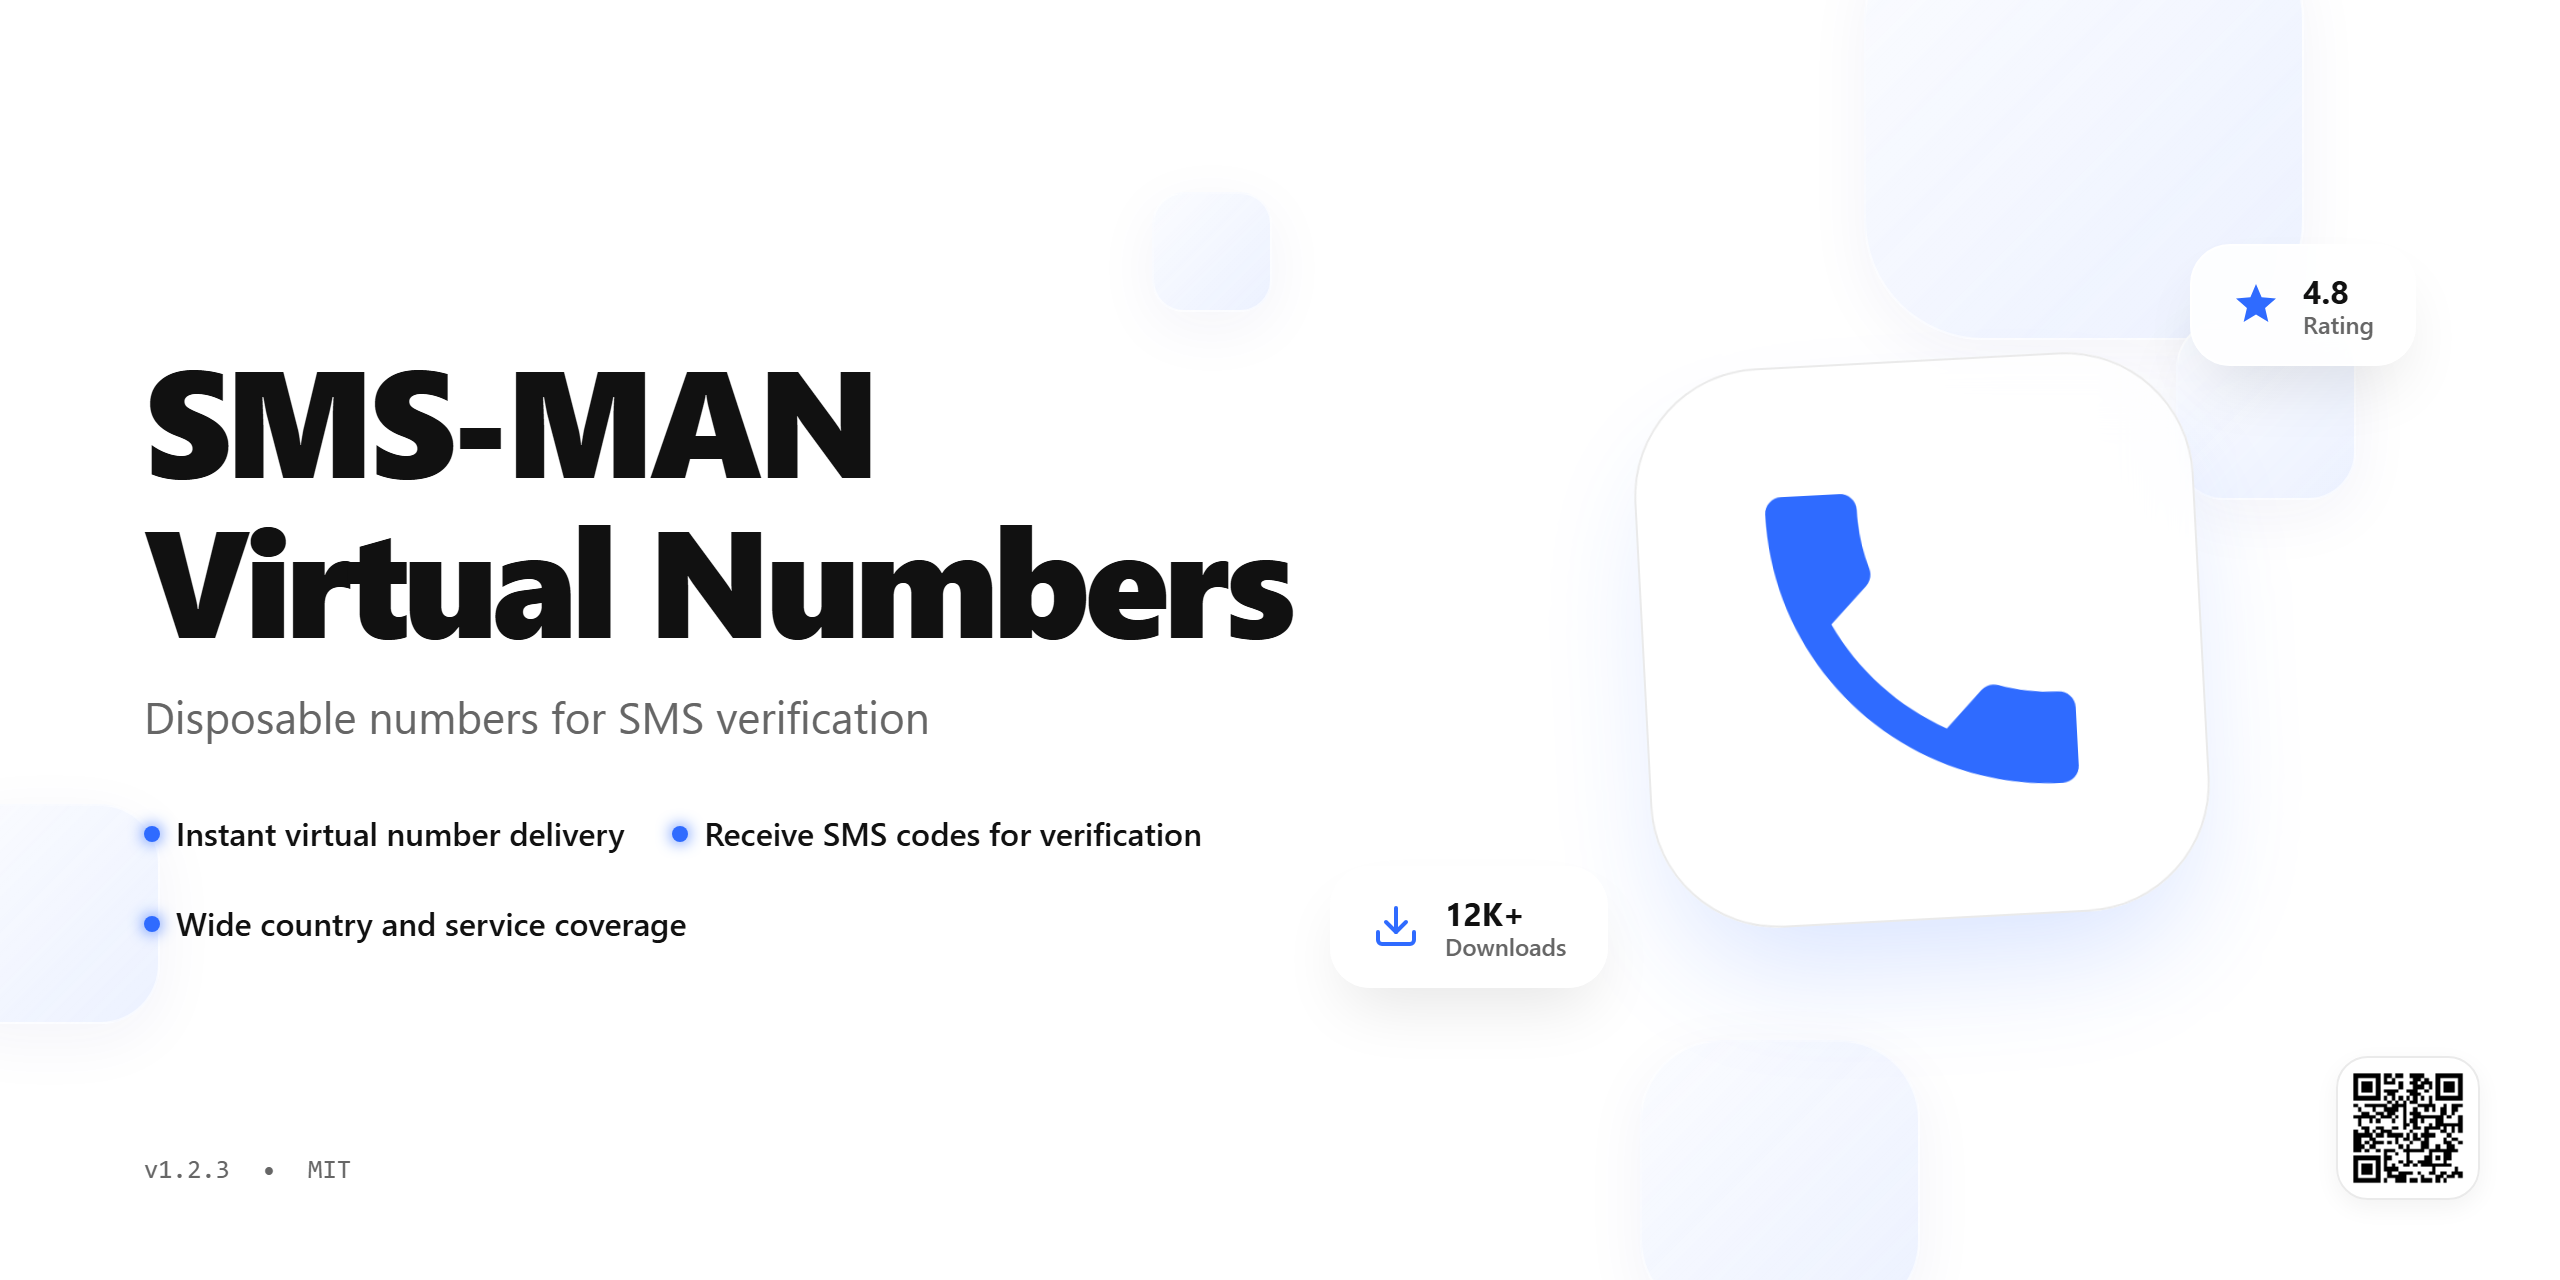 SMS-MAN
Virtual Numbers
Disposable numbers for SMS verification
Instant virtual number delivery
Receive SMS codes for verification
Wide country and service coverage
4.8
Rating
12K+
Downloads
v1.2.3 • MIT